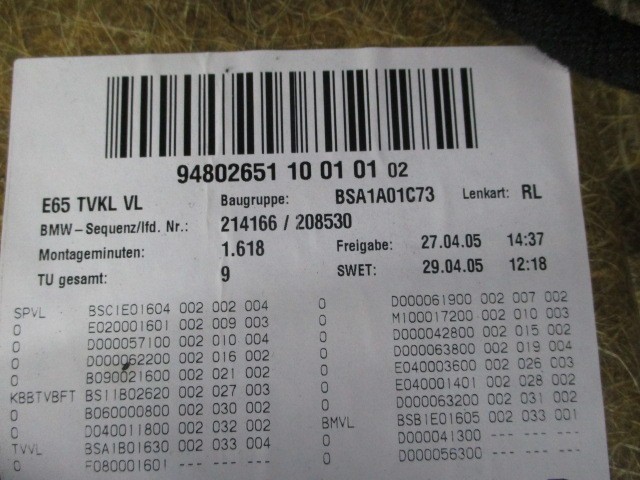 94802651 10 01 01 02
E65 TVKL VL Baugruppe: BSA1A01C73 Lenkart: RL
BMW-Sequenz/lfd. Nr.: 214166 / 208530
Montageminuten: 1.618 Freigabe: 27.04.05 14:37
TU gesamt: 9 SWET: 29.04.05 12:18
SPVL BSC1E01604 002 002 004 0 D000061900 002 007 002
0 E020001601 002 009 003 0 M100017200 002 010 003
0 D000057100 002 010 004 0 D000042800 002 015 002
0 D000062200 002 016 002 0 D000063800 002 019 004
0 B090021600 002 021 002 0 E040003600 002 026 003
KBBTVBFT BS11B02620 002 027 003 0 E040001401 002 028 002
0 B060000800 002 030 002 0 D000063200 002 031 002
0 D040011800 002 032 002 BMVL BSB1E01605 002 033 001
TVVL BSA1B01630 002 033 004 0 D000041300 --- --- ---
0 F080001601 --- --- --- 0 D000056300 --- --- ---